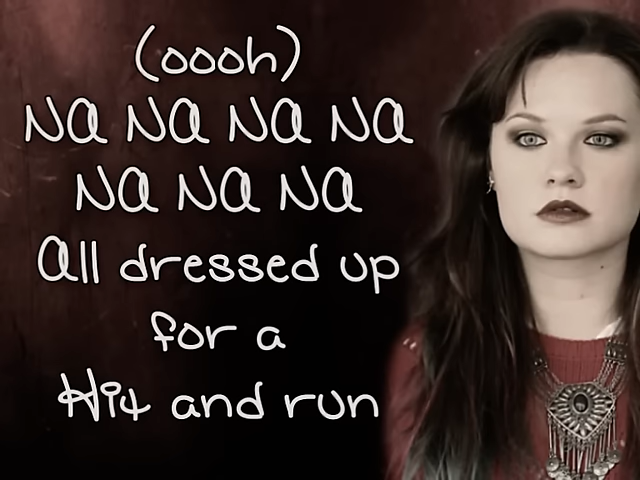 (oooh)
NA NA NA NA
NA NA NA
All dressed up
for a
Hit and run